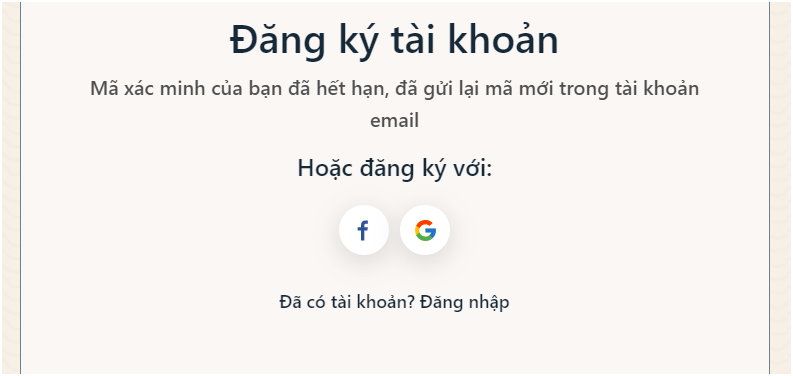 Đăng ký tài khoản
Mã xác minh của bạn đã hết hạn, đã gửi lại mã mới trong tài khoản
email
Hoặc đăng ký với:
Đã có tài khoản? Đăng nhập